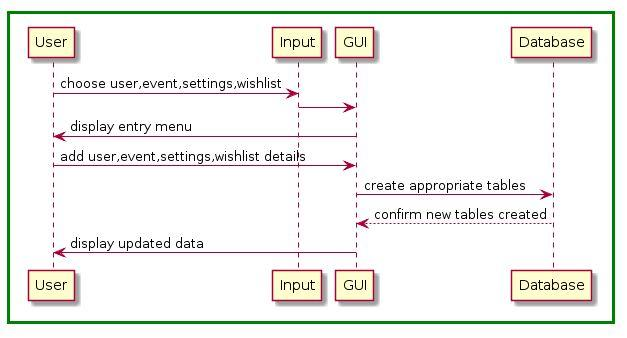 User Input GUI Database
choose user,event,settings,wishlist
display entry menu
add user,event,settings,wishlist details
create appropriate tables
confirm new tables created
display updated data
User Input GUI Database